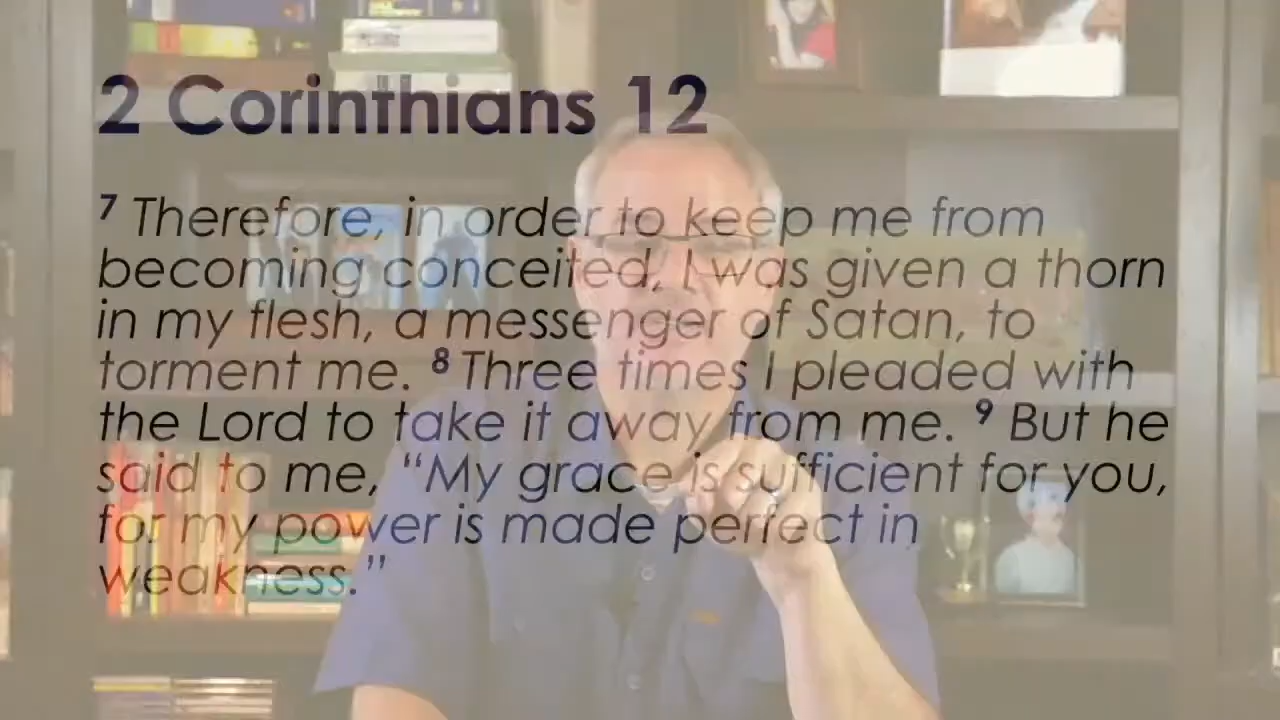 2 Corinthians 12
7 Therefore, in order to keep me from
becoming conceited, I was given a thorn
in my flesh, a messenger of Satan, to
torment me. 8 Three times I pleaded with
the Lord to take it away from me. 9 But he
said to me, “My grace is sufficient for you,
for my power is made perfect in
weakness.”